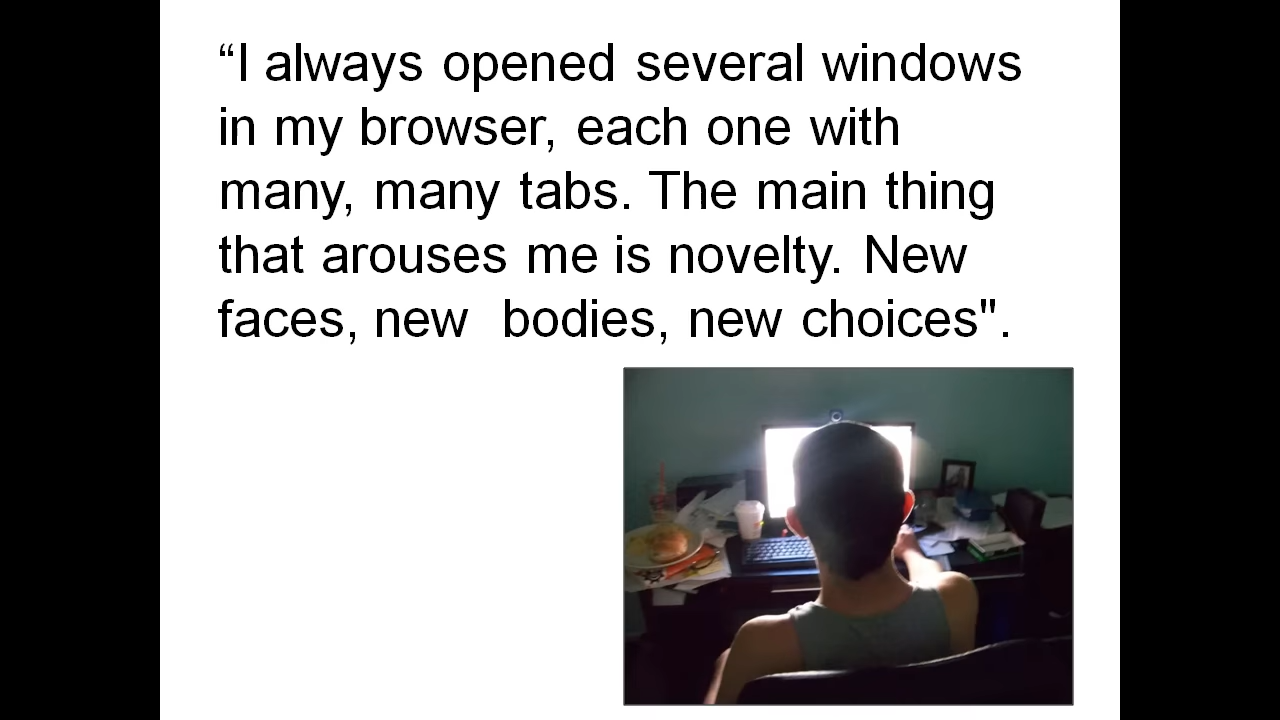 “I always opened several windows
in my browser, each one with
many, many tabs. The main thing
that arouses me is novelty. New
faces, new  bodies, new choices".